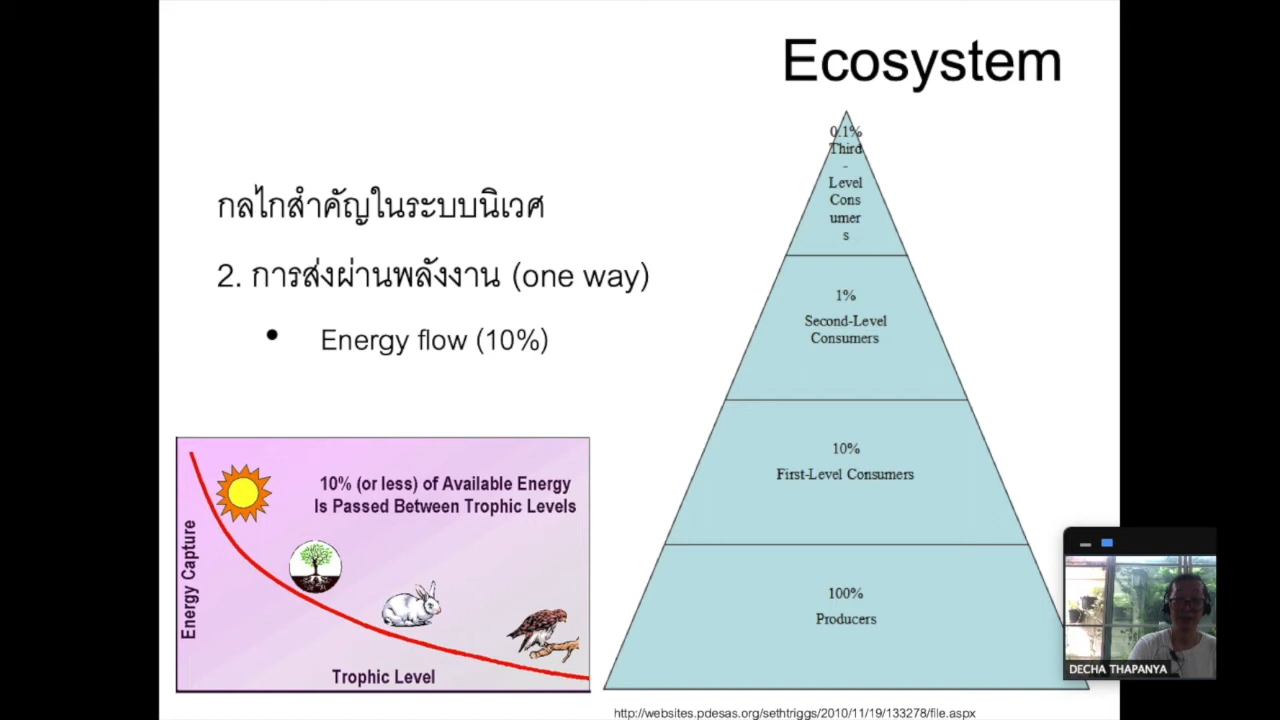 Ecosystem
กลไกสำคัญในระบบนิเวศ
2. การส่งผ่านพลังงาน (one way)
• Energy flow (10%)
10% (or less) of Available Energy
Is Passed Between Trophic Levels
Energy Capture
Trophic Level
0.1%
Third
-
Level
Cons
umer
s
1%
Second-Level
Consumers
10%
First-Level Consumers
100%
Producers
DECHA THAPANYA
http://websites.pdesas.org/sethtriggs/2010/11/19/133278/file.aspx